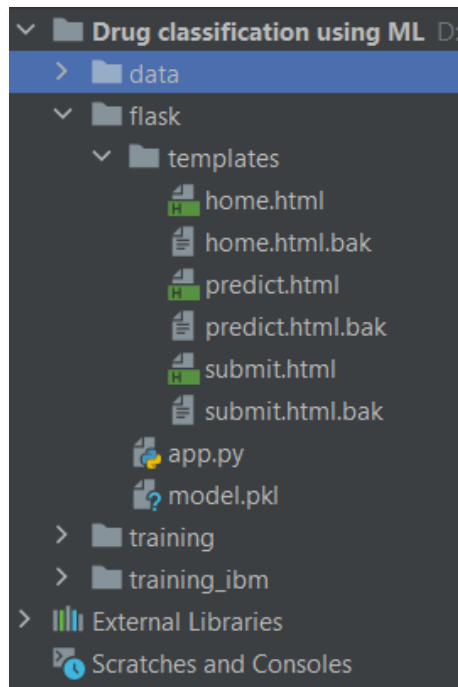 Drug classification using ML D:
data
flask
templates
home.html
home.html.bak
predict.html
predict.html.bak
submit.html
submit.html.bak
app.py
model.pkl
training
training_ibm
External Libraries
Scratches and Consoles